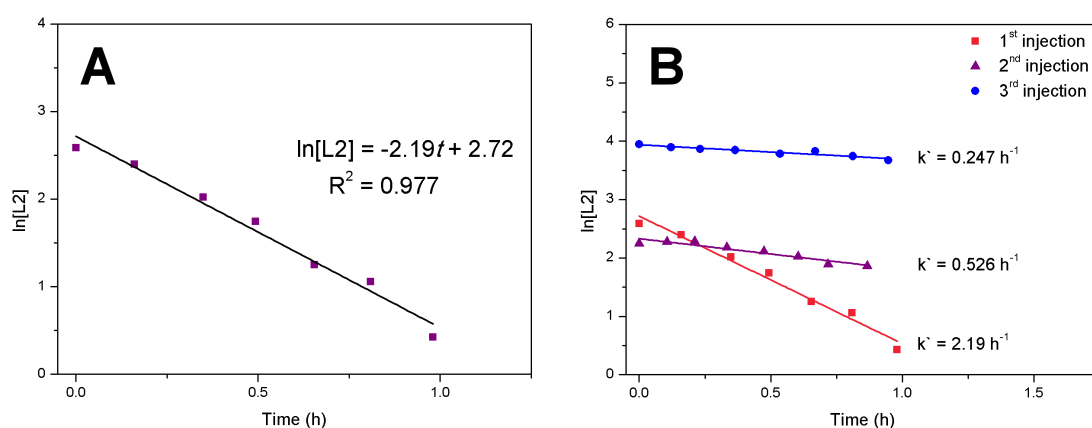 A
4
3
2
1
0
ln[L2]
0.0 0.5 1.0
Time (h)
ln[L2] = -2.19t + 2.72
R² = 0.977
B
6
5
4
3
2
1
0
ln[L2]
0.0 0.5 1.0 1.5
Time (h)
1ˢᵗ injection
2ⁿᵈ injection
3ʳᵈ injection
k` = 0.247 h⁻¹
k` = 0.526 h⁻¹
k` = 2.19 h⁻¹